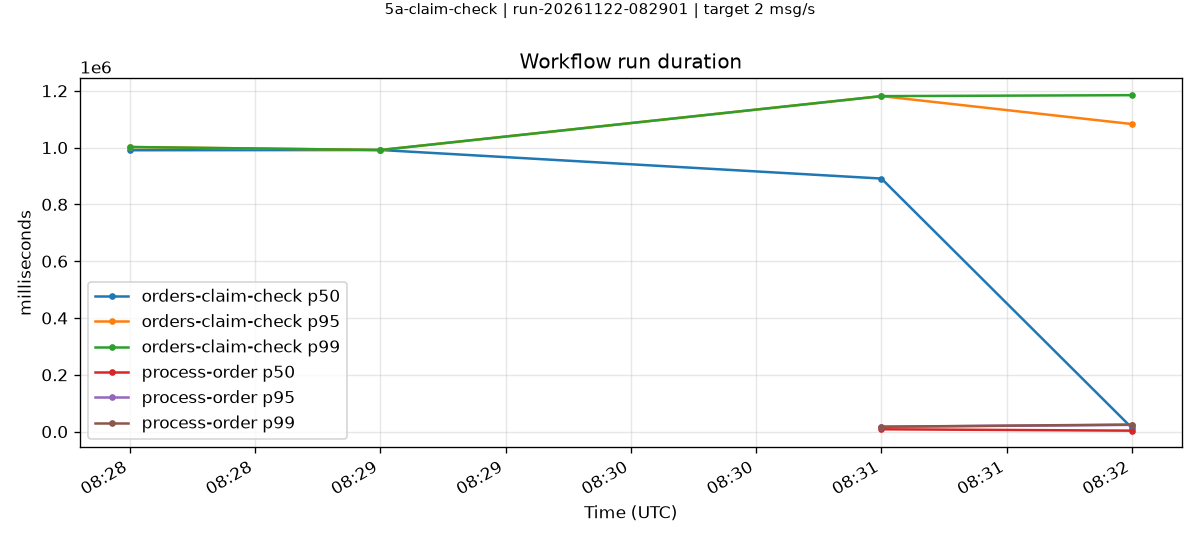 5a-claim-check | run-20261122-082901 | target 2 msg/s
Workflow run duration
1e6
1.2
1.0
0.8
0.6
0.4
0.2
0.0
milliseconds
orders-claim-check p50
orders-claim-check p95
orders-claim-check p99
process-order p50
process-order p95
process-order p99
08:28
08:28
08:29
08:29
08:30
08:30
08:31
08:31
08:32
Time (UTC)